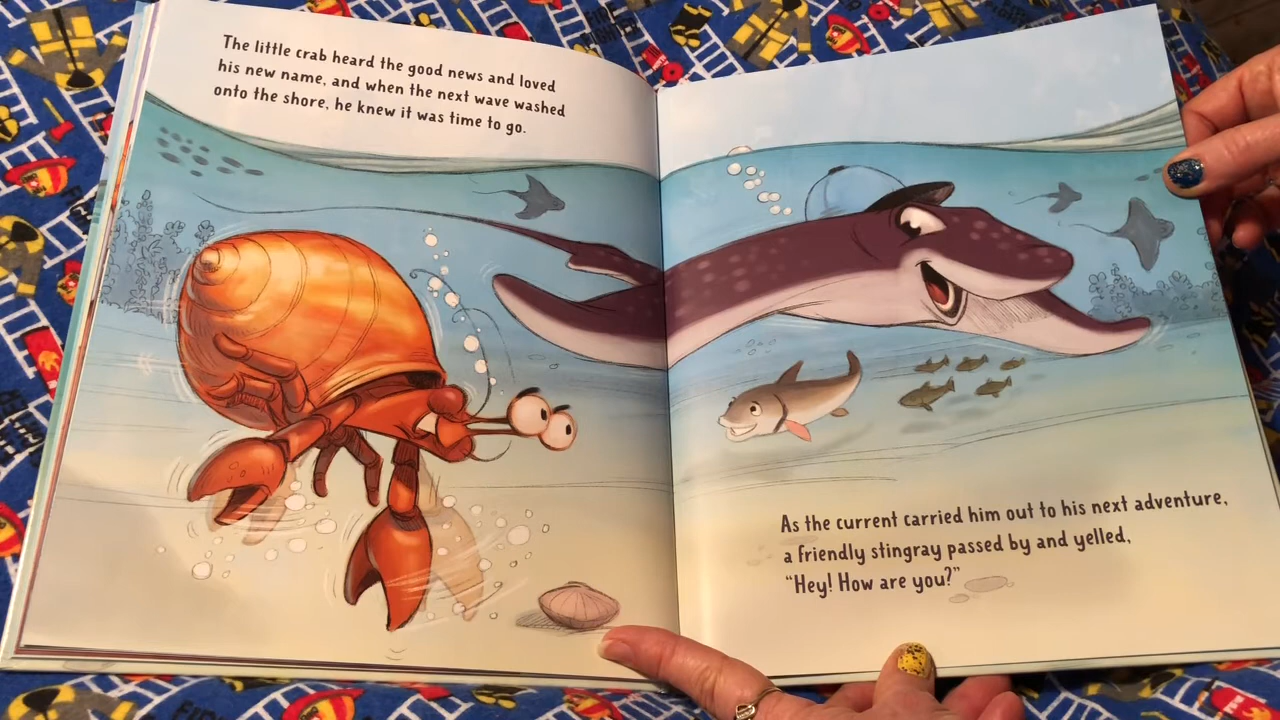 The little crab heard the good news and loved
his new name, and when the next wave washed
onto the shore, he knew it was time to go.
As the current carried him out to his next adventure,
a friendly stingray passed by and yelled,
“Hey! How are you?”